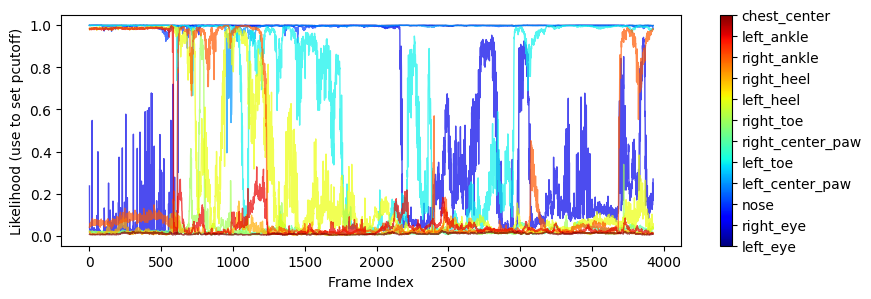 Likelihood (use to set pcutoff)
1.0
0.8
0.6
0.4
0.2
0.0
0
500
1000
1500
2000
2500
3000
3500
4000
Frame Index
chest_center
left_ankle
right_ankle
right_heel
left_heel
right_toe
right_center_paw
left_toe
left_center_paw
nose
right_eye
left_eye